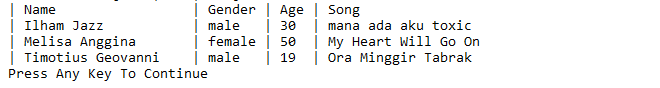 | Name                 | Gender | Age | Song
| Ilham Jazz           | male   | 30  | mana ada aku toxic
| Melisa Anggina       | female | 50  | My Heart Will Go On
| Timotius Geovanni    | male   | 19  | Ora Minggir Tabrak
Press Any Key To Continue